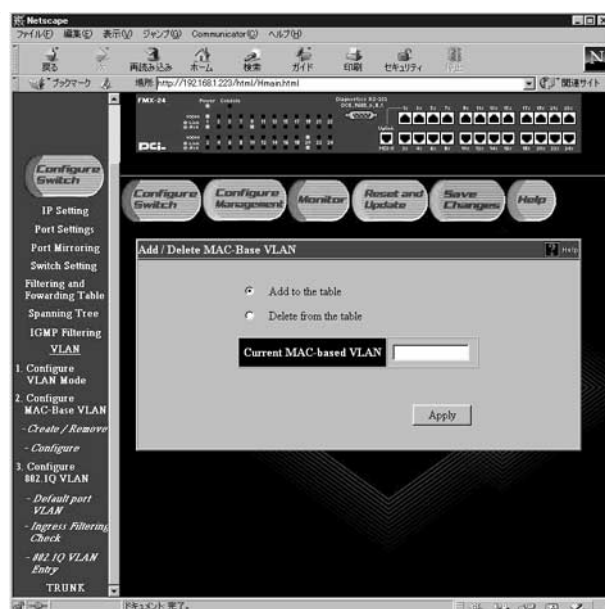 Netscape
ファイル(F) 編集(E) 表示(V) ジャンプ(G) Communicator(C) ヘルプ(H)
戻る 再読み込み ホーム 検索 ガイド 印刷 セキュリティ
ブックマーク 場所 http://192.168.1.223/html/Hmain.html 関連サイト
FMX-24
PCi
Configure Switch
Configure Switch Configure Management Monitor Reset and Update Save Changes Help
IP Setting
Port Settings
Port Mirroring
Switch Setting
Filtering and
Fowarding Table
Spanning Tree
IGMP Filtering
VLAN
1. Configure
VLAN Mode
2. Configure
MAC-Base VLAN
- Create / Remove
- Configure
3. Configure
802.1Q VLAN
- Default port
VLAN
- Ingress Filtering
Check
- 802.1Q VLAN
Entry
TRUNK
Add / Delete MAC-Base VLAN
Help
Add to the table
Delete from the table
Current MAC-based VLAN
Apply
ドキュメント完了。